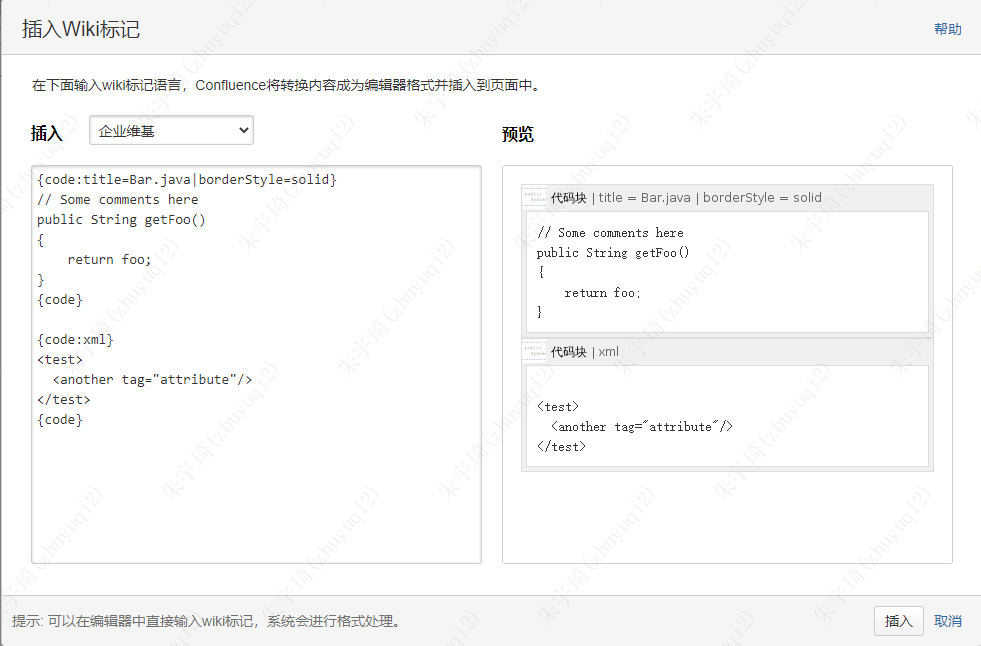 插入Wiki标记
帮助
在下面输入wiki标记语言，Confluence将转换内容成为编辑器格式并插入到页面中。
插入
企业维基
预览
{code:title=Bar.java|borderStyle=solid}
// Some comments here
public String getFoo()
{
    return foo;
}
{code}
{code:xml}
<test>
  <another tag="attribute"/>
</test>
{code}
代码块 | title = Bar.java | borderStyle = solid
// Some comments here
public String getFoo()
{
    return foo;
}
代码块 | xml
<test>
  <another tag="attribute"/>
</test>
提示: 可以在编辑器中直接输入wiki标记，系统会进行格式处理。
插入
取消
朱宇琦(zhuyuqi2)